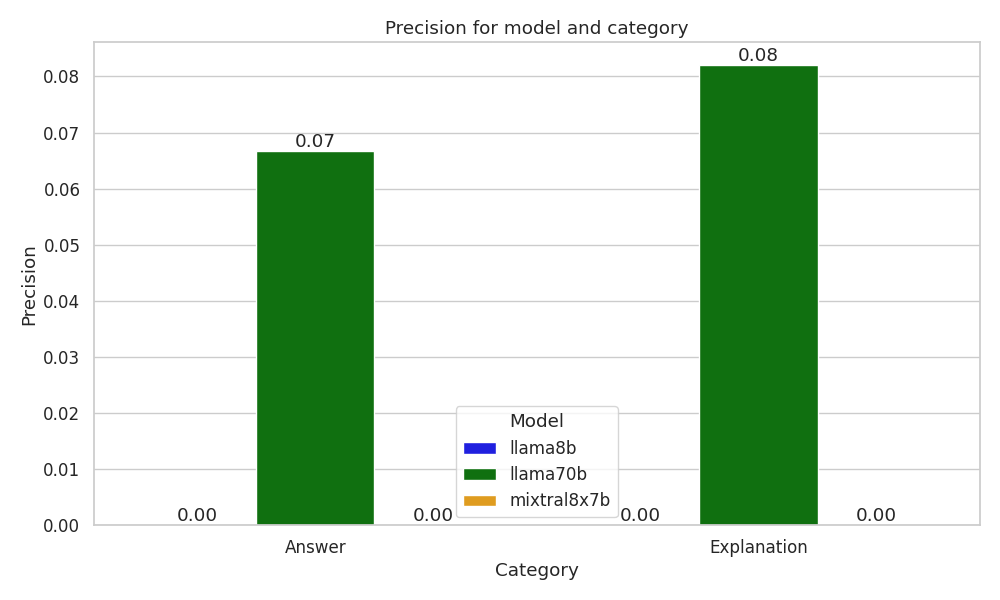 Precision for model and category
0.08
0.08
0.07
0.07
0.06
0.05
0.04
Precision
0.03
0.02
0.01
0.00
Model
llama8b
llama70b
mixtral8x7b
0.00 0.00 0.00 0.00
Answer Explanation
Category